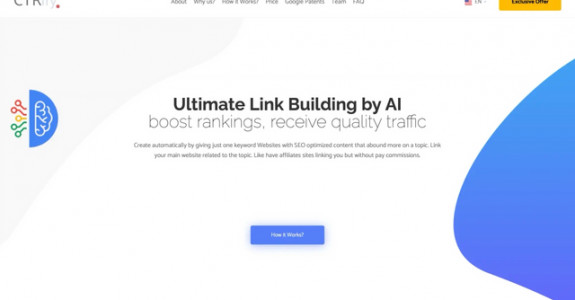 CTRify.
About Why us? How it Works? Price Google Patents Team FAQ
EN
Exclusive Offer
Ultimate Link Building by AI
boost rankings, receive quality traffic
Create automatically by giving just one keyword Websites with SEO optimized content that abound more on a topic. Link
your main website related to the topic. Like have affiliates sites linking you but without pay commissions.
How it Works?